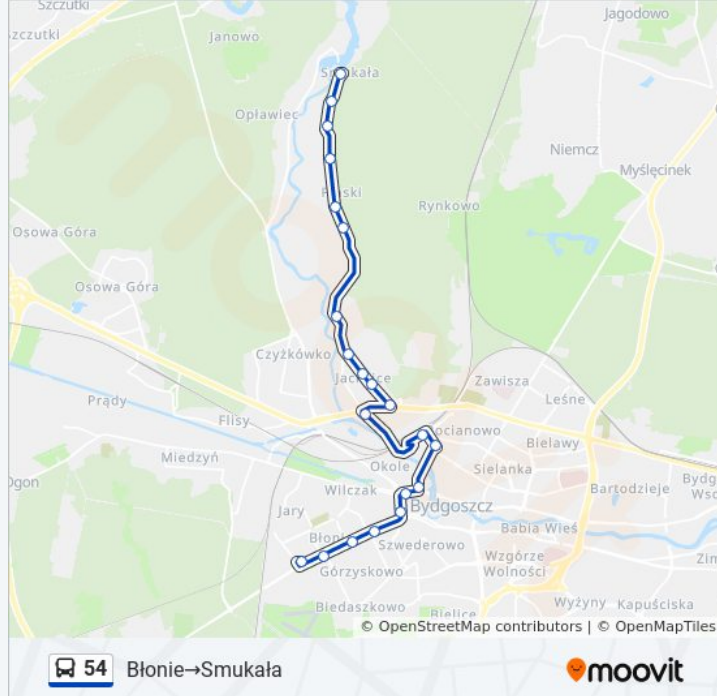 Szczutki
Jagodowo
Szczutki
Janowo
Smukała
Opławiec
Niemcz
Myślęcinek
Piaski
Rynkowo
Osowa Góra
Osowa Góra
Czyżkówko
Jachcice
Zawisza
Leśne
Prądy
Flisy
Bocianowo
Bielawy
Miedzyń
Okole
Sielanka
Wilczak
Bartodzieje
Jary
Bydgoszcz
Babia Wieś
Błonie
Szwederowo
Wzgórze
Wolności
Górzyskowo
Biedaszkowo
Bielice
Wyżyny
Kapuściska
© OpenStreetMap contributors | © OpenMapTiles
54 Błonie→Smukała
moovit